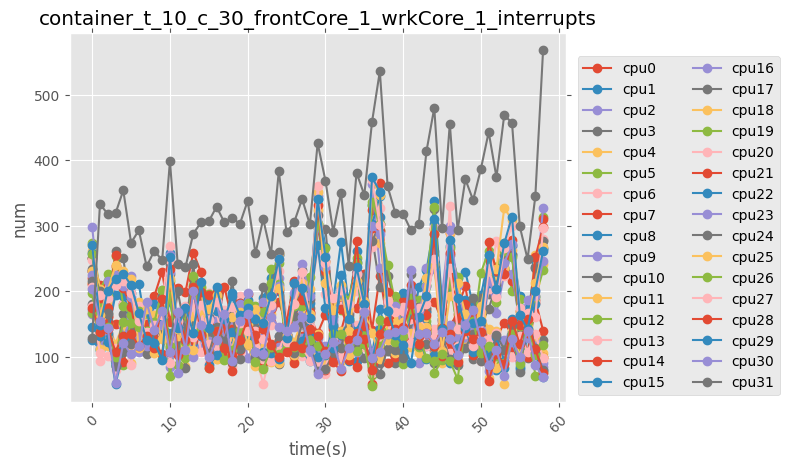 container_t_10_c_30_frontCore_1_wrkCore_1_interrupts
num
500
400
300
200
100
0
10
20
30
40
50
60
time(s)
cpu0
cpu1
cpu2
cpu3
cpu4
cpu5
cpu6
cpu7
cpu8
cpu9
cpu10
cpu11
cpu12
cpu13
cpu14
cpu15
cpu16
cpu17
cpu18
cpu19
cpu20
cpu21
cpu22
cpu23
cpu24
cpu25
cpu26
cpu27
cpu28
cpu29
cpu30
cpu31